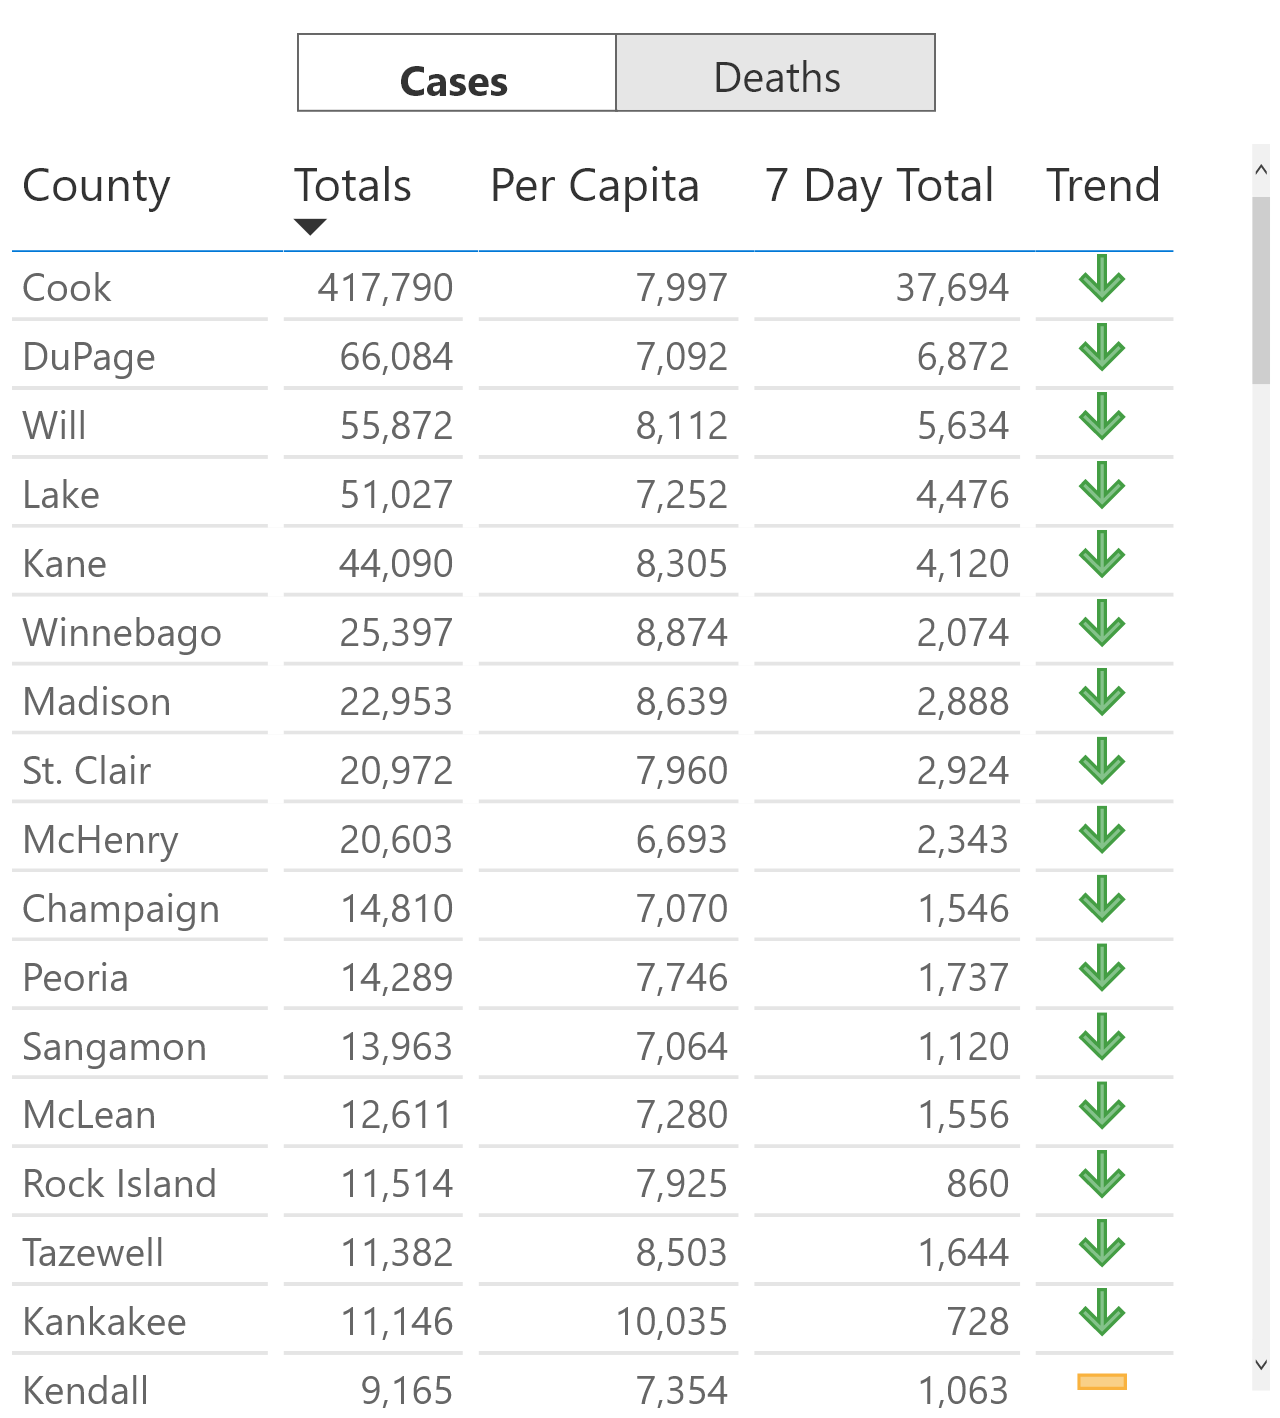 Cases Deaths
County Totals Per Capita 7 Day Total Trend
Cook 417,790 7,997 37,694
DuPage 66,084 7,092 6,872
Will 55,872 8,112 5,634
Lake 51,027 7,252 4,476
Kane 44,090 8,305 4,120
Winnebago 25,397 8,874 2,074
Madison 22,953 8,639 2,888
St. Clair 20,972 7,960 2,924
McHenry 20,603 6,693 2,343
Champaign 14,810 7,070 1,546
Peoria 14,289 7,746 1,737
Sangamon 13,963 7,064 1,120
McLean 12,611 7,280 1,556
Rock Island 11,514 7,925 860
Tazewell 11,382 8,503 1,644
Kankakee 11,146 10,035 728
Kendall 9,165 7,354 1,063